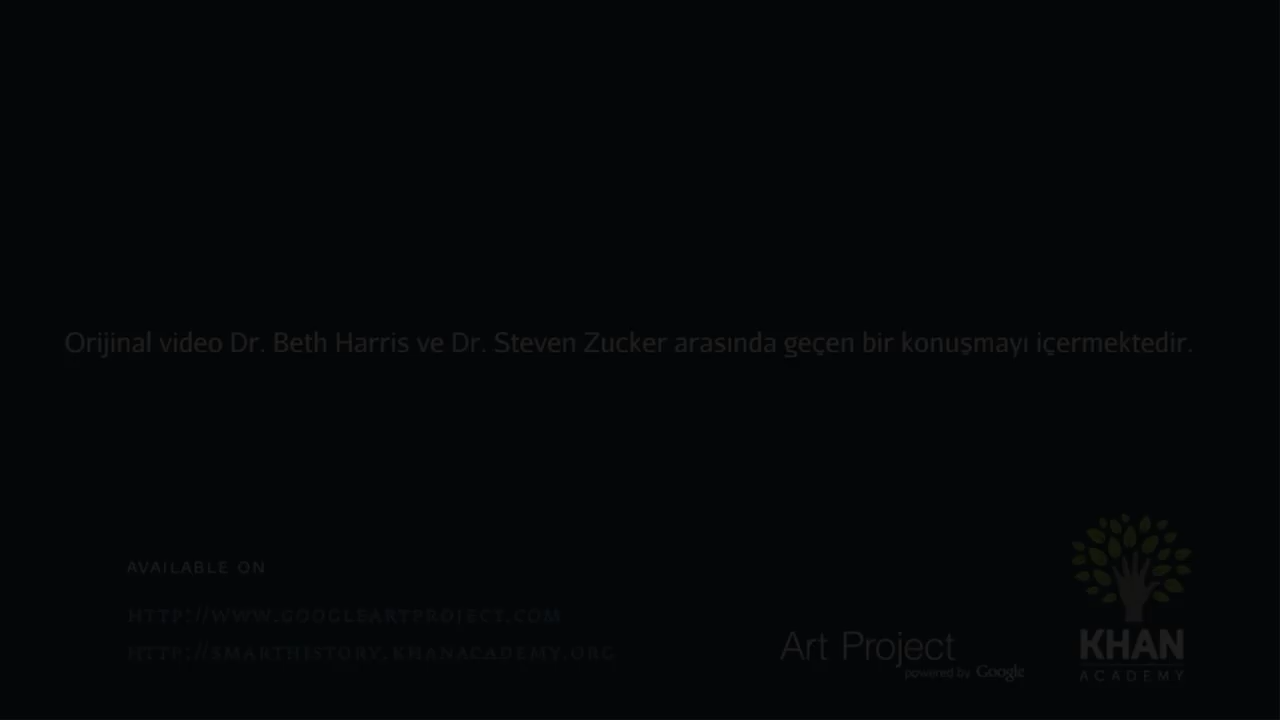 Orijinal video Dr. Beth Harris ve Dr. Steven Zucker arasında geçen bir konuşmayı içermektedir.
AVAILABLE ON
HTTP://WWW.GOOGLEARTPROJECT.COM
HTTP://SMARTHISTORY.KHANACADEMY.ORG
Art Project
powered by Google
KHAN
ACADEMY